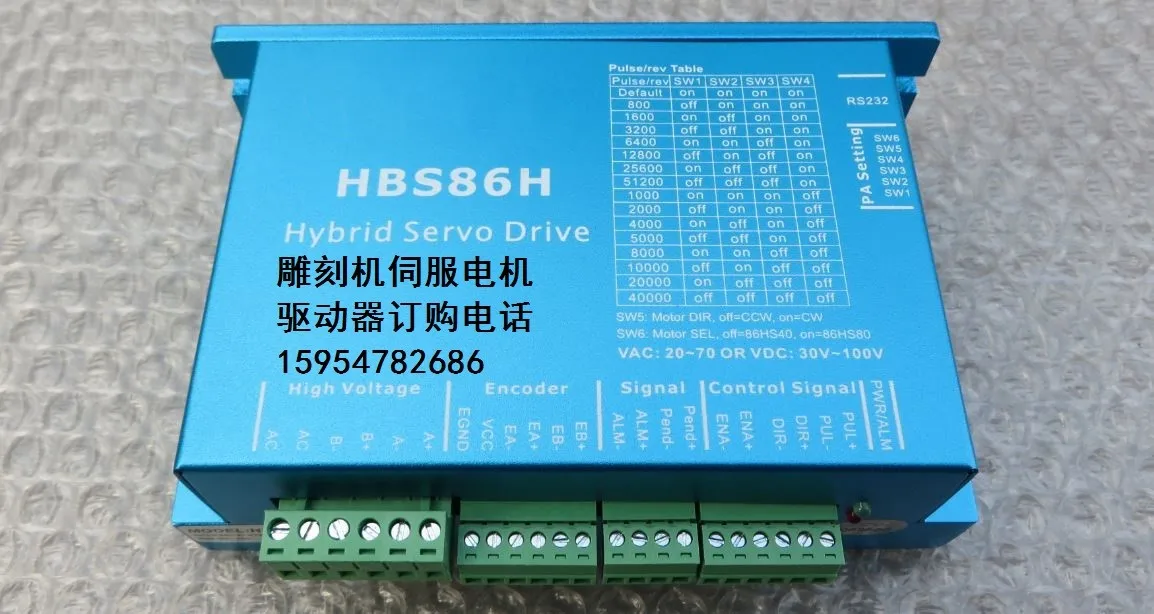 Pulse/rev Table
Pulse/rev SW1 SW2 SW3 SW4
Default on on on on
800 off on on on
1600 on off on on
3200 off off on on
6400 on on off on
12800 off on off on
25600 on off off on
51200 off off off on
1000 on on on off
2000 off on on off
4000 on off on off
5000 off off on off
8000 on on off off
10000 off on off off
20000 on off off off
40000 off off off off
SW5: Motor DIR, off=CCW, on=CW
SW6: Motor SEL, off=86HS40, on=86HS80
VAC: 20~70 OR VDC: 30V~100V
RS232
PA Setting
SW6
SW5
SW4
SW3
SW2
SW1
HBS86H
Hybrid Servo Drive
雕刻机伺服电机
驱动器订购电话
15954782686
High Voltage Encoder Signal Control Signal PWR/ALM
AC AC B- B+ A- A+ EGND VCC EA- EA+ EB- EB+ ALM- ALM+ Pend- Pend+ ENA- ENA+ DIR- DIR+ PUL- PUL+